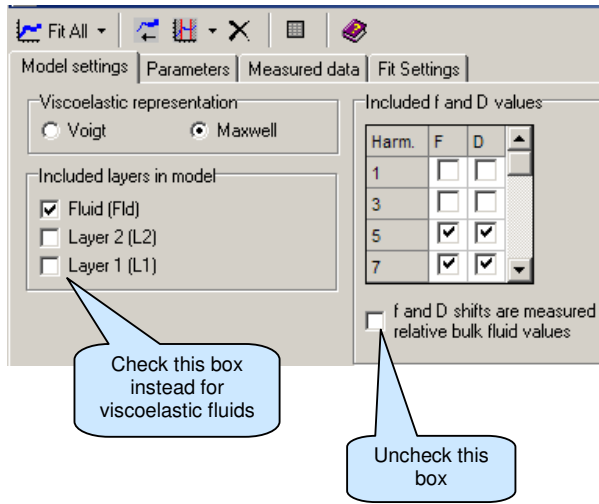 Fit All
Model settings Parameters Measured data Fit Settings
Viscoelastic representation
Voigt Maxwell
Included layers in model
Fluid (Fld)
Layer 2 (L2)
Layer 1 (L1)
Included f and D values
Harm. F D
1
3
5
7
f and D shifts are measured
relative bulk fluid values
Check this box
instead for
viscoelastic fluids
Uncheck this
box